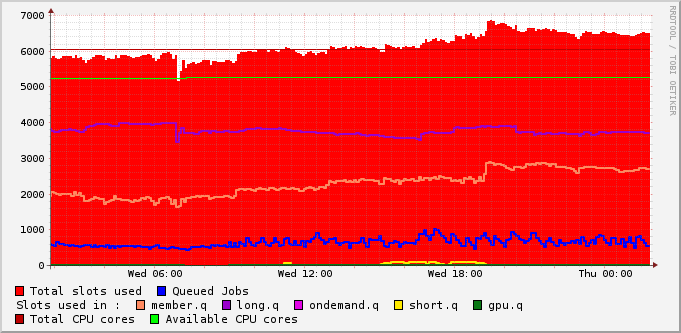 7000
6000
5000
4000
3000
2000
1000
0
Wed 06:00 Wed 12:00 Wed 18:00 Thu 00:00
RRDTOOL / TOBI OETIKER
Total slots used Queued Jobs
Slots used in : member.q long.q ondemand.q short.q gpu.q
Total CPU cores Available CPU cores